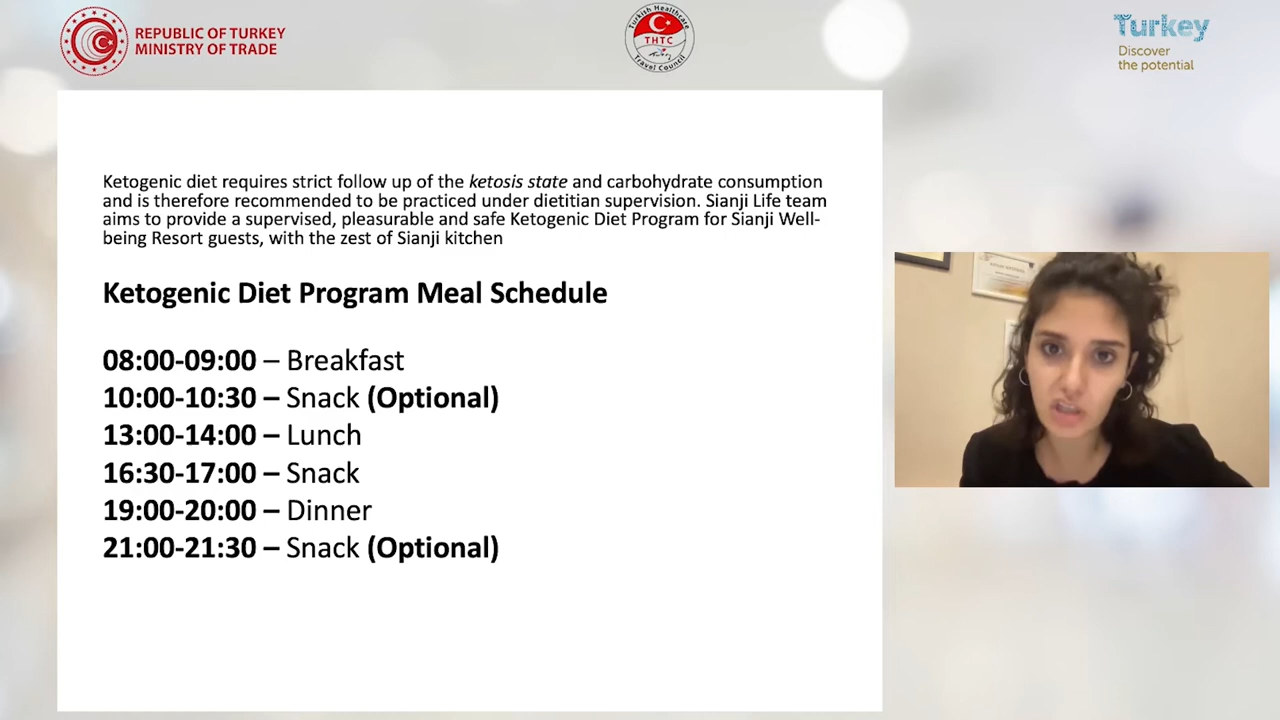 REPUBLIC OF TURKEY
MINISTRY OF TRADE
Turkish Healthcare
THTC
Travel Council
Turkey
Discover
the potential
Ketogenic diet requires strict follow up of the ketosis state and carbohydrate consumption
and is therefore recommended to be practiced under dietitian supervision. Sianji Life team
aims to provide a supervised, pleasurable and safe Ketogenic Diet Program for Sianji Well-
being Resort guests, with the zest of Sianji kitchen
Ketogenic Diet Program Meal Schedule
08:00-09:00 – Breakfast
10:00-10:30 – Snack (Optional)
13:00-14:00 – Lunch
16:30-17:00 – Snack
19:00-20:00 – Dinner
21:00-21:30 – Snack (Optional)